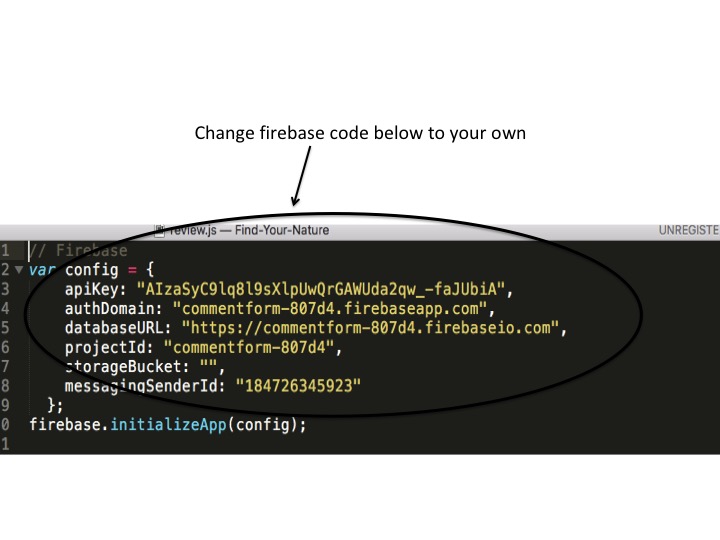 Change firebase code below to your own
review.js — Find-Your-Nature UNREGISTE
1 // Firebase
2 var config = {
3 apiKey: "AIzaSyC9lq8l9sXlpUwQrGAWUda2qw_-faJUbiA",
4 authDomain: "commentform-807d4.firebaseapp.com",
5 databaseURL: "https://commentform-807d4.firebaseio.com",
6 projectId: "commentform-807d4",
7 storageBucket: "",
8 messagingSenderId: "184726345923"
9 };
0 firebase.initializeApp(config);
1